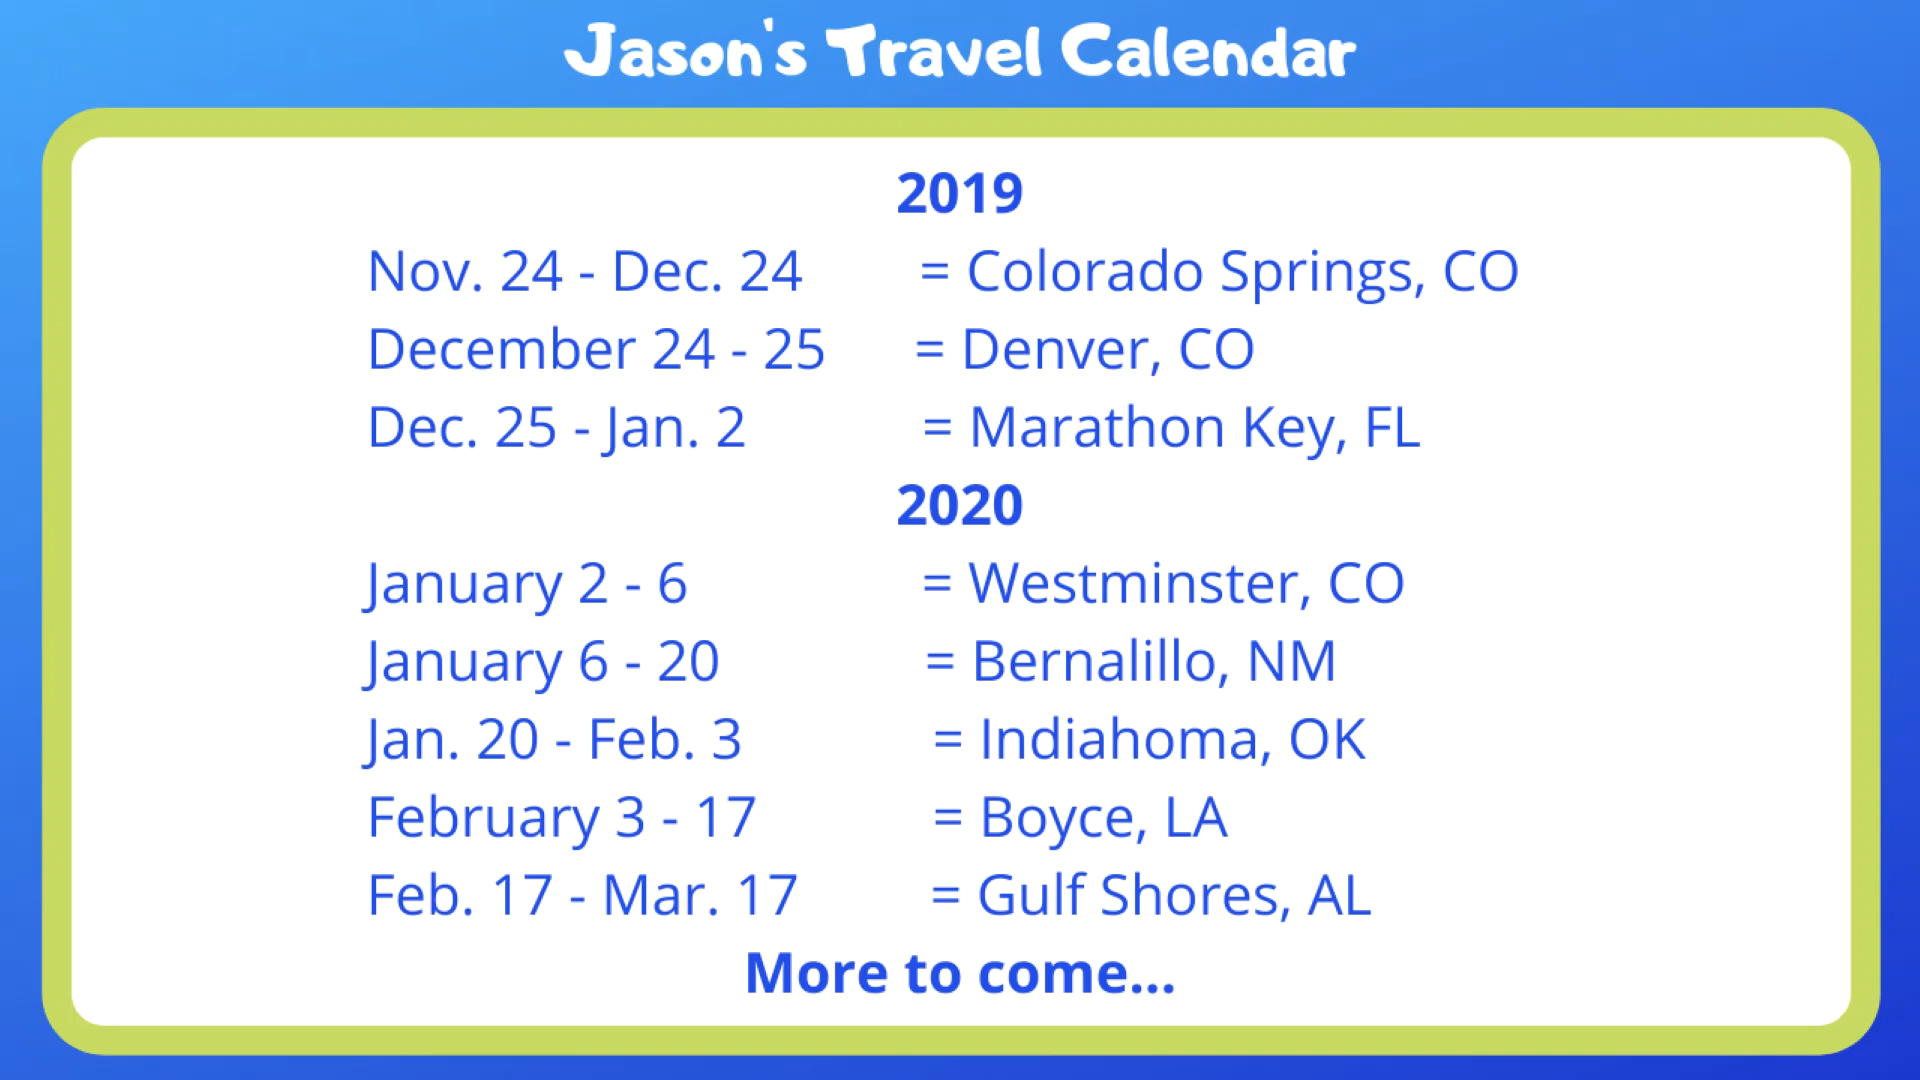 Jason's Travel Calendar
2019
Nov. 24 - Dec. 24 = Colorado Springs, CO
December 24 - 25 = Denver, CO
Dec. 25 - Jan. 2 = Marathon Key, FL
2020
January 2 - 6 = Westminster, CO
January 6 - 20 = Bernalillo, NM
Jan. 20 - Feb. 3 = Indiahoma, OK
February 3 - 17 = Boyce, LA
Feb. 17 - Mar. 17 = Gulf Shores, AL
More to come...